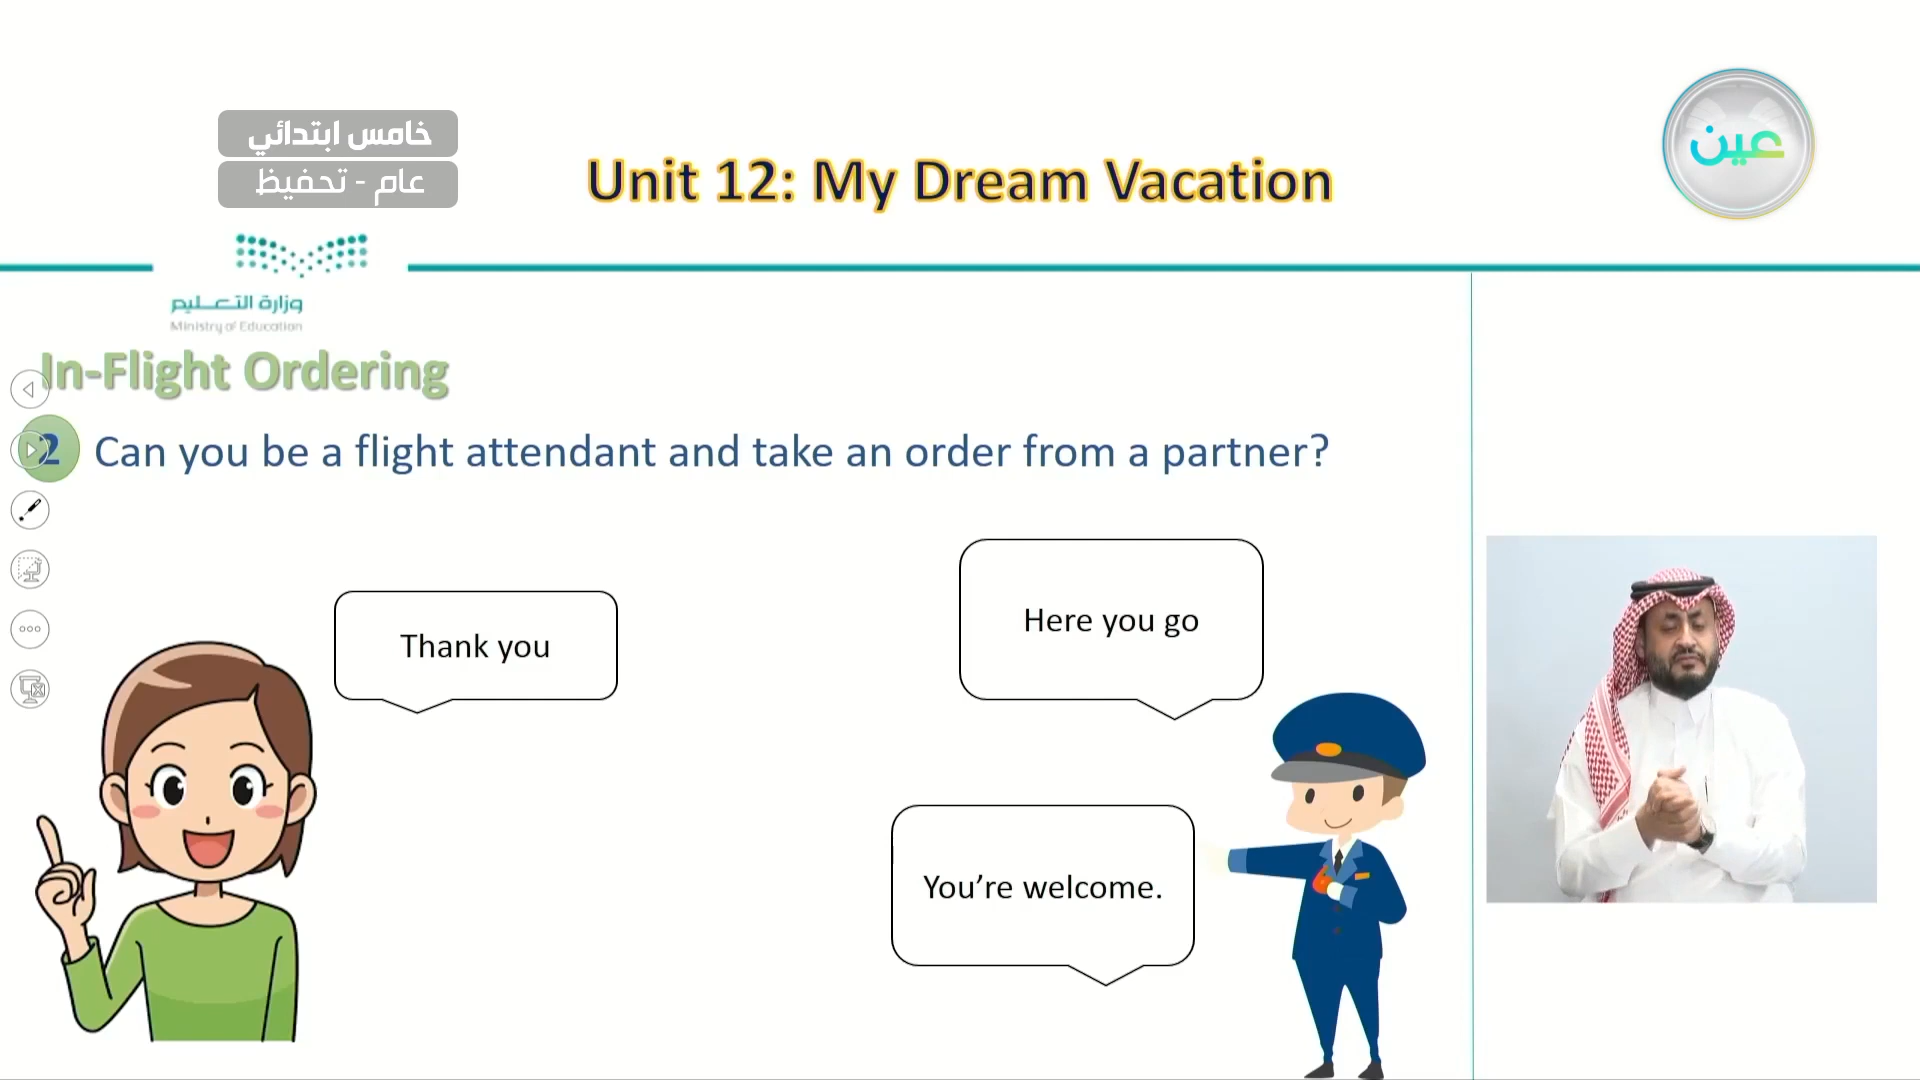 خامس ابتدائي
عام - تحفيظ
Unit 12: My Dream Vacation
عين
وزارة التعليم
Ministry of Education
In-Flight Ordering
2 Can you be a flight attendant and take an order from a partner?
Here you go
Thank you
You're welcome.